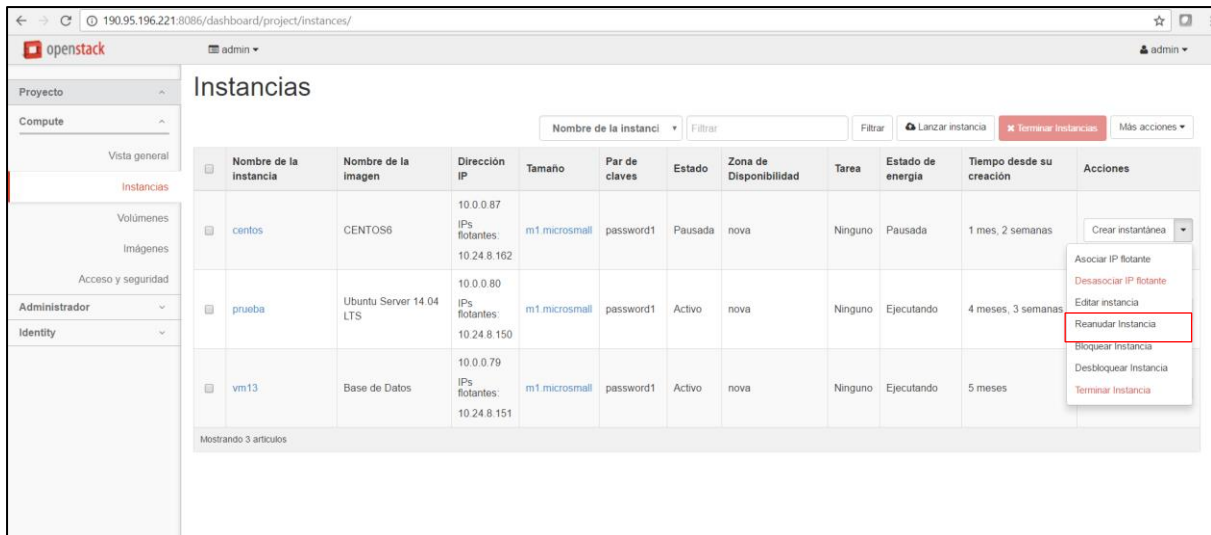 190.95.196.221:8086/dashboard/project/instances/
openstack
admin
admin
Proyecto
Compute
Vista general
Instancias
Volúmenes
Imágenes
Acceso y seguridad
Administrador
Identity
Instancias
Nombre de la instanci
Filtrar
Filtrar
Lanzar instancia
Terminar Instancias
Más acciones
Nombre de la
instancia
Nombre de la
imagen
Dirección
IP
Tamaño
Par de
claves
Estado
Zona de
Disponibilidad
Tarea
Estado de
energía
Tiempo desde su
creación
Acciones
centos
CENTOS6
10.0.0.87
IPs
flotantes:
10.24.8.162
m1.microsmall
password1
Pausada
nova
Ninguno
Pausada
1 mes, 2 semanas
Crear instantánea
prueba
Ubuntu Server 14.04
LTS
10.0.0.80
IPs
flotantes:
10.24.8.150
m1.microsmall
password1
Activo
nova
Ninguno
Ejecutando
4 meses, 3 semanas
vm13
Base de Datos
10.0.0.79
IPs
flotantes:
10.24.8.151
m1.microsmall
password1
Activo
nova
Ninguno
Ejecutando
5 meses
Asociar IP flotante
Desasociar IP flotante
Editar instancia
Reanudar Instancia
Bloquear Instancia
Desbloquear Instancia
Terminar Instancia
Mostrando 3 articulos